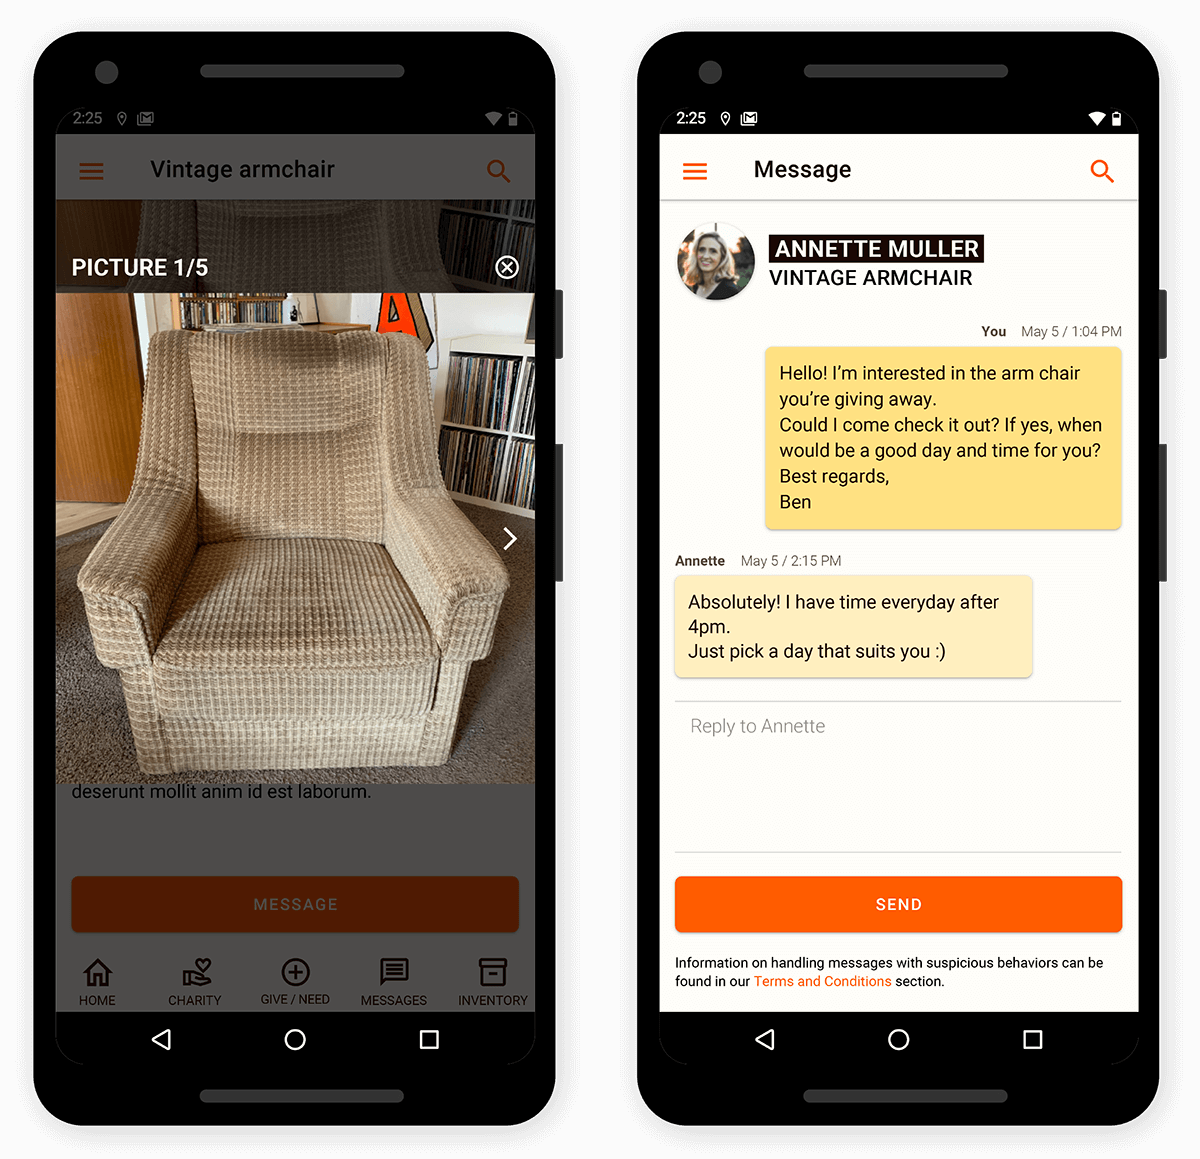 2:25
Vintage armchair
PICTURE 1/5
A
deserunt mollit anim id est laborum.
MESSAGE
HOME
CHARITY
GIVE / NEED
MESSAGES
INVENTORY
2:25
Message
ANNETTE MULLER
VINTAGE ARMCHAIR
You May 5 / 1:04 PM
Hello! I’m interested in the arm chair
you’re giving away.
Could I come check it out? If yes, when
would be a good day and time for you?
Best regards,
Ben
Annette May 5 / 2:15 PM
Absolutely! I have time everyday after
4pm.
Just pick a day that suits you :)
Reply to Annette
SEND
Information on handling messages with suspicious behaviors can be
found in our Terms and Conditions section.